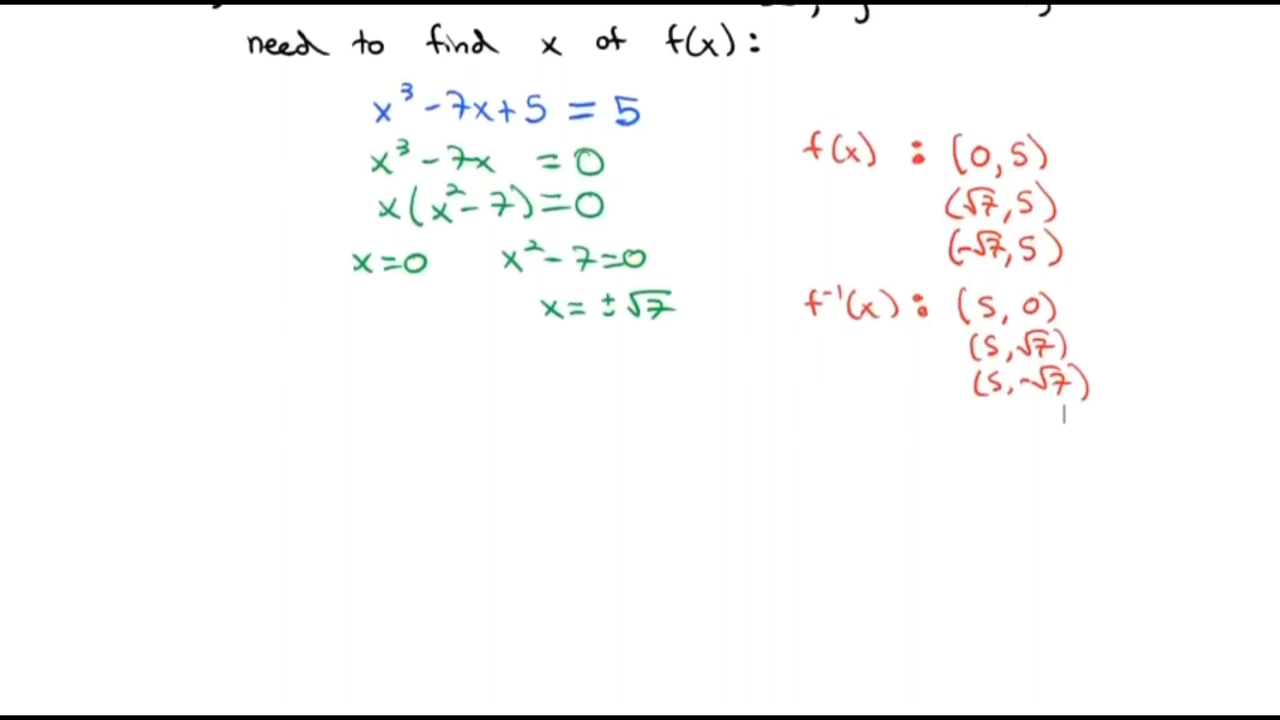 need to find x of f(x):
x³ - 7x + 5 = 5
x³ - 7x = 0
x(x² - 7) = 0
x = 0 x² - 7 = 0
x = ± √7
f(x) : (0, 5)
(√7, 5)
(-√7, 5)
f⁻¹(x) : (5, 0)
(5, √7)
(5, -√7)